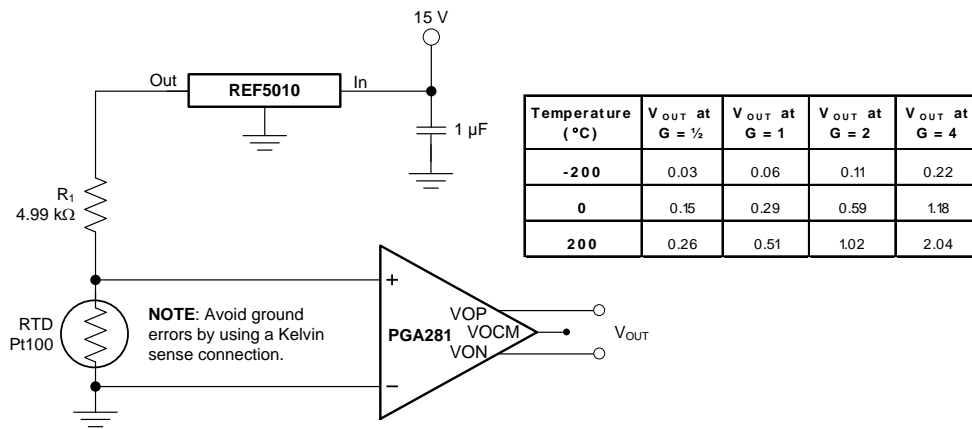 15 V
Out
REF5010
In
1 µF
R1
4.99 kΩ
RTD
Pt100
NOTE: Avoid ground
errors by using a Kelvin
sense connection.
+
−
PGA281
VOP
VOCM
VON
VOUT
Temperature (ºC) VOUT at G = ½ VOUT at G = 1 VOUT at G = 2 VOUT at G = 4
-200 0.03 0.06 0.11 0.22
0 0.15 0.29 0.59 1.18
200 0.26 0.51 1.02 2.04